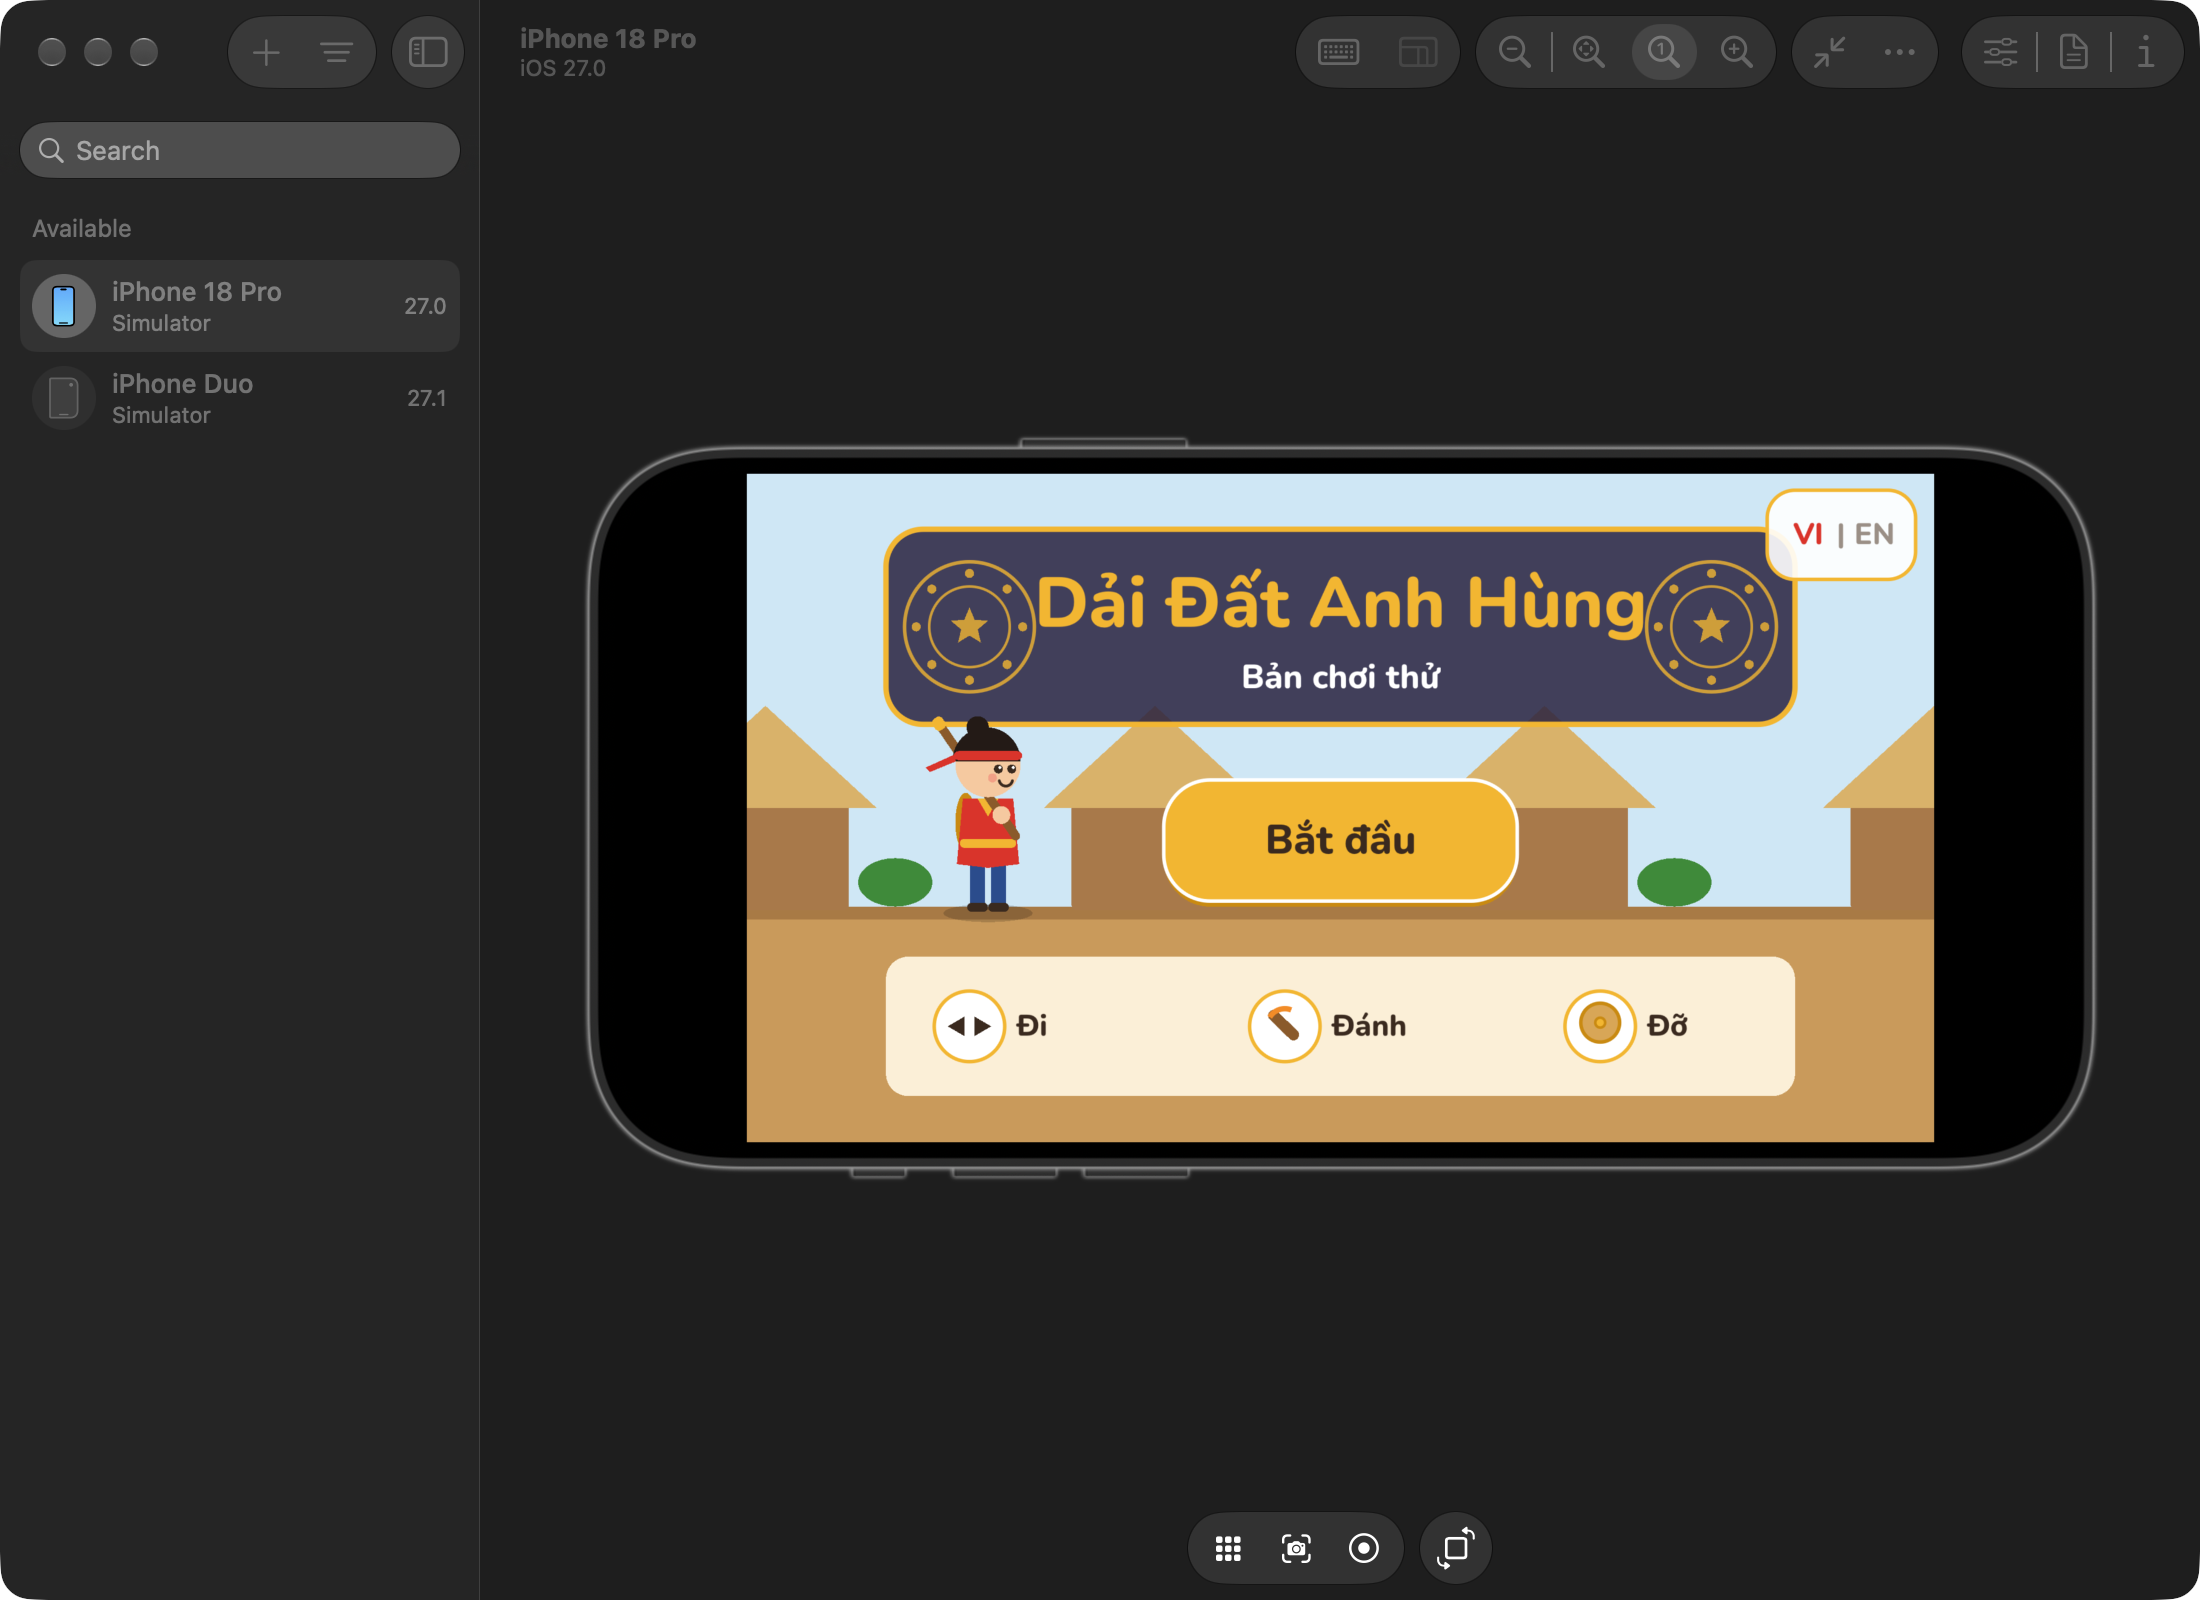 iPhone 18 Pro
iOS 27.0
Search
Available
iPhone 18 Pro
Simulator
27.0
iPhone Duo
Simulator
27.1
VI | EN
Dải Đất Anh Hùng
Bản chơi thử
Bắt đầu
Đi
Đánh
Đỡ